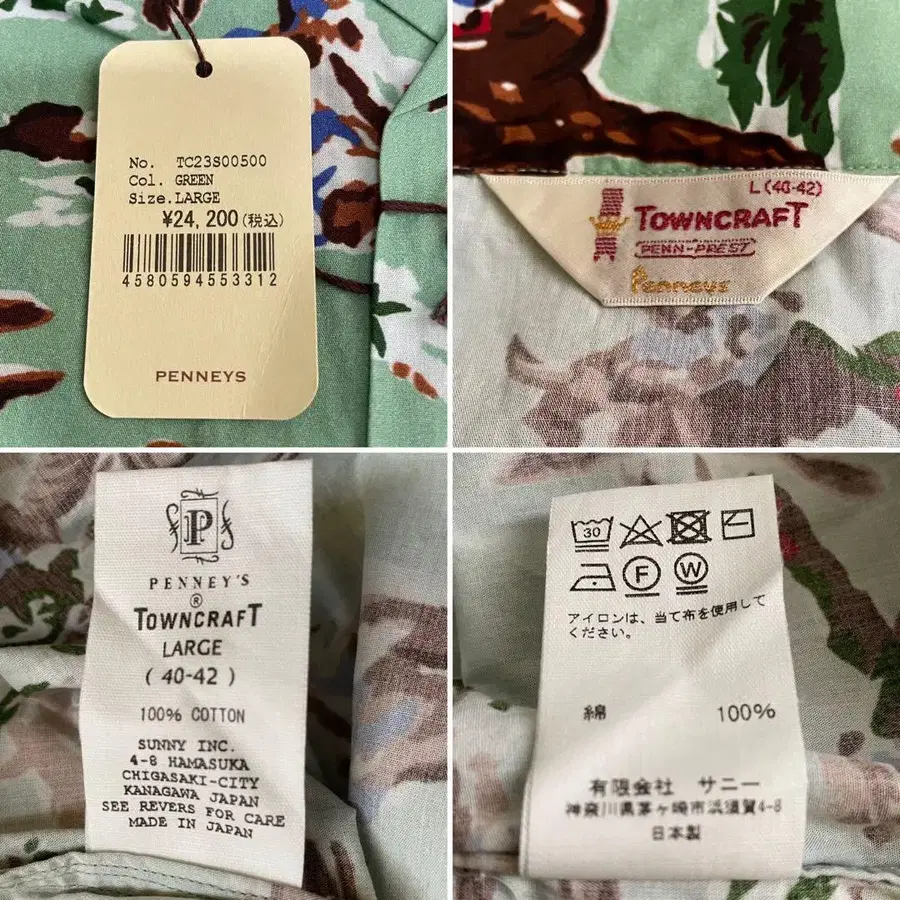 No. TC23S00500
Col. GREEN
Size. LARGE
¥24,200(税込)
4580594553312
PENNEYS
L (40-42)
TOWNCRAFT
PENN-PREST
Penneys
P
PENNEY'S
®
TOWNCRAFT
LARGE
( 40-42 )
100% COTTON
SUNNY INC.
4-8 HAMASUKA
CHIGASAKI-CITY
KANAGAWA JAPAN
SEE REVERS FOR CARE
MADE IN JAPAN
30
F W
アイロンは、当て布を使用して
ください。
綿 100%
有限会社 サニー
神奈川県茅ヶ崎市浜須賀4-8
日本製